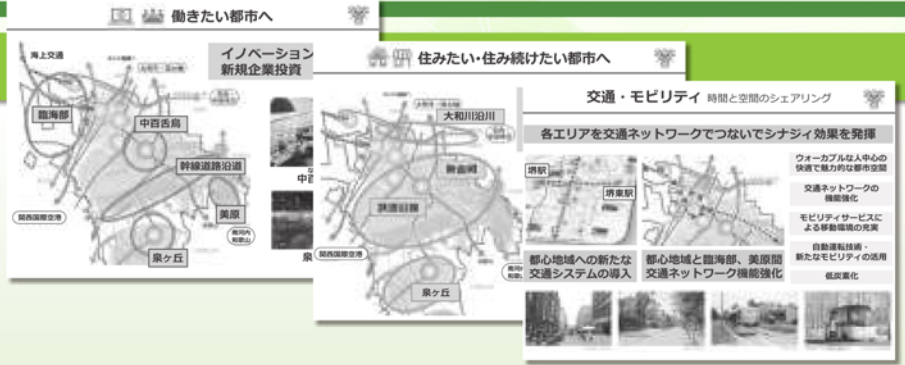 働きたい都市へ
海上交通
イノベーション
新規企業投資
臨海部
中百舌鳥
幹線道路沿道
美原
関西国際空港
南河内
和歌山
泉ヶ丘
住みたい・住み続けたい都市へ
大和川沿川
関西国際空港
泉ヶ丘
交通・モビリティ 時間と空間のシェアリング
各エリアを交通ネットワークでつないでシナジィ効果を発揮
堺駅
堺東駅
都心地域への新たな
交通システムの導入
都心地域と臨海部、美原間
交通ネットワーク機能強化
ウォーカブルな人中心の
快適で魅力的な都市空間
交通ネットワークの
機能強化
モビリティサービスに
よる移動環境の充実
自動運転技術・
新たなモビリティの活用
低炭素化